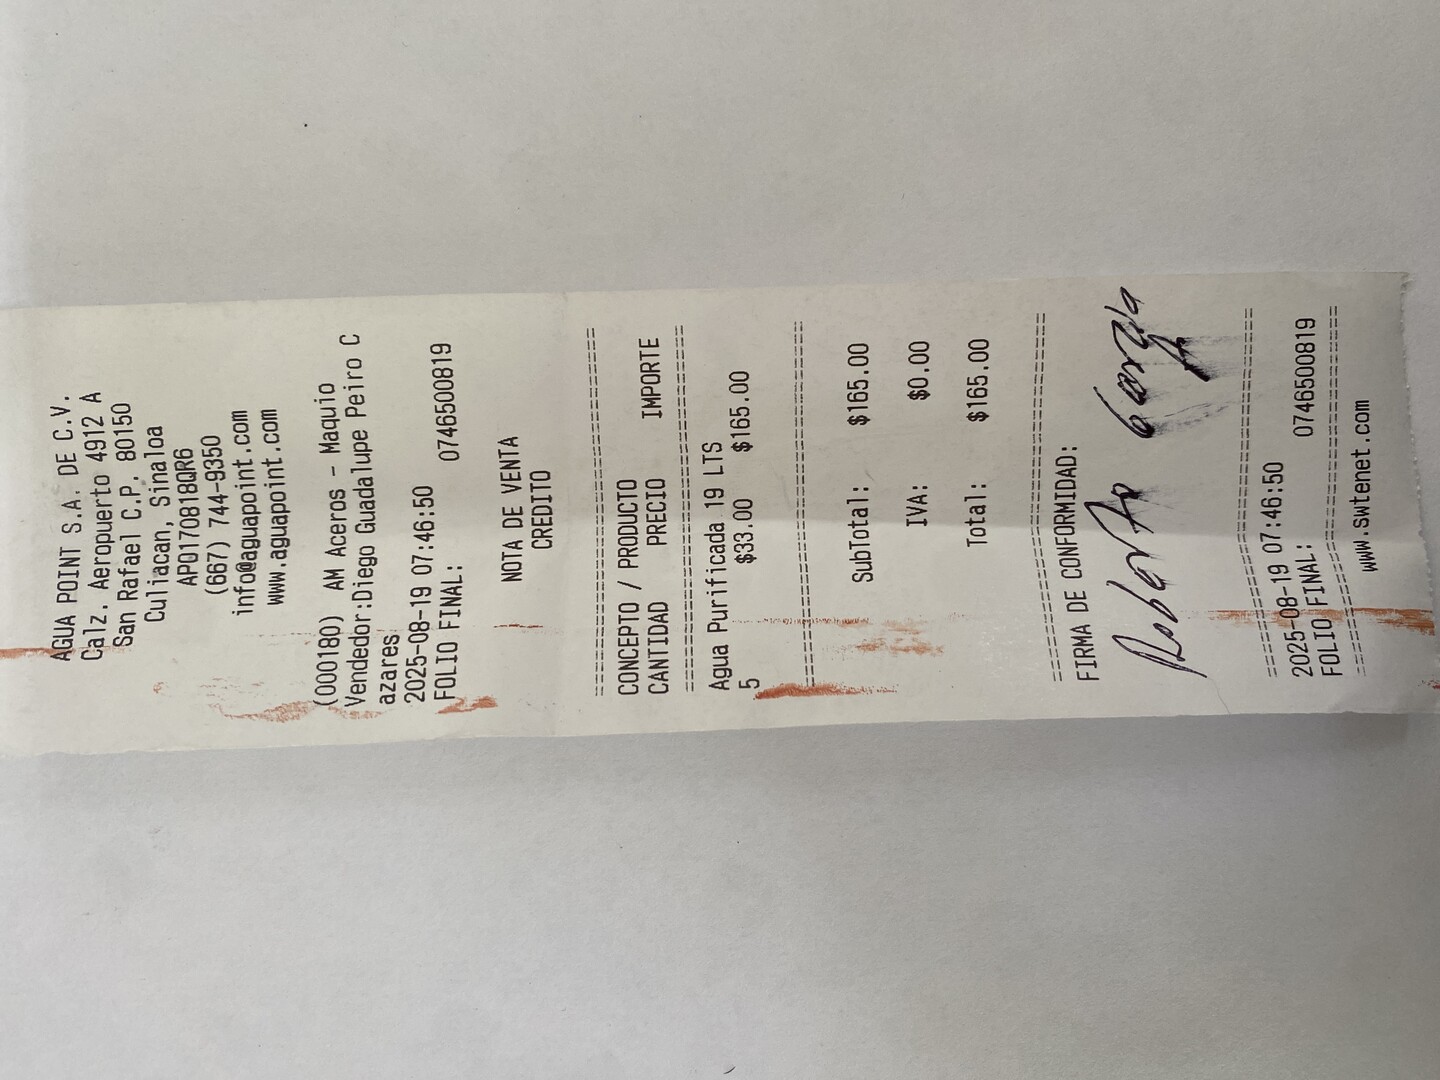 AGUA POINT S.A. DE C.V.
Calz. Aeropuerto 4912 A
San Rafael C.P. 80150
Culiacan, Sinaloa
APO170818QR6
(667) 744-9350
info@aguapoint.com
www.aguapoint.com
(000180) AM Aceros - Maquio
Vendedor:Diego Guadalupe Peiro C
azares
2025-08-19 07:46:50
FOLIO FINAL: 0746500819
NOTA DE VENTA
CREDITO
================================
CONCEPTO / PRODUCTO
CANTIDAD PRECIO IMPORTE
================================
Agua Purificada 19 LTS
5 $33.00 $165.00
================================
SubTotal: $165.00
IVA: $0.00
Total: $165.00
================================
FIRMA DE CONFORMIDAD:
Roberto Garcia
================================
2025-08-19 07:46:50
FOLIO FINAL: 0746500819
================================
www.swtenet.com